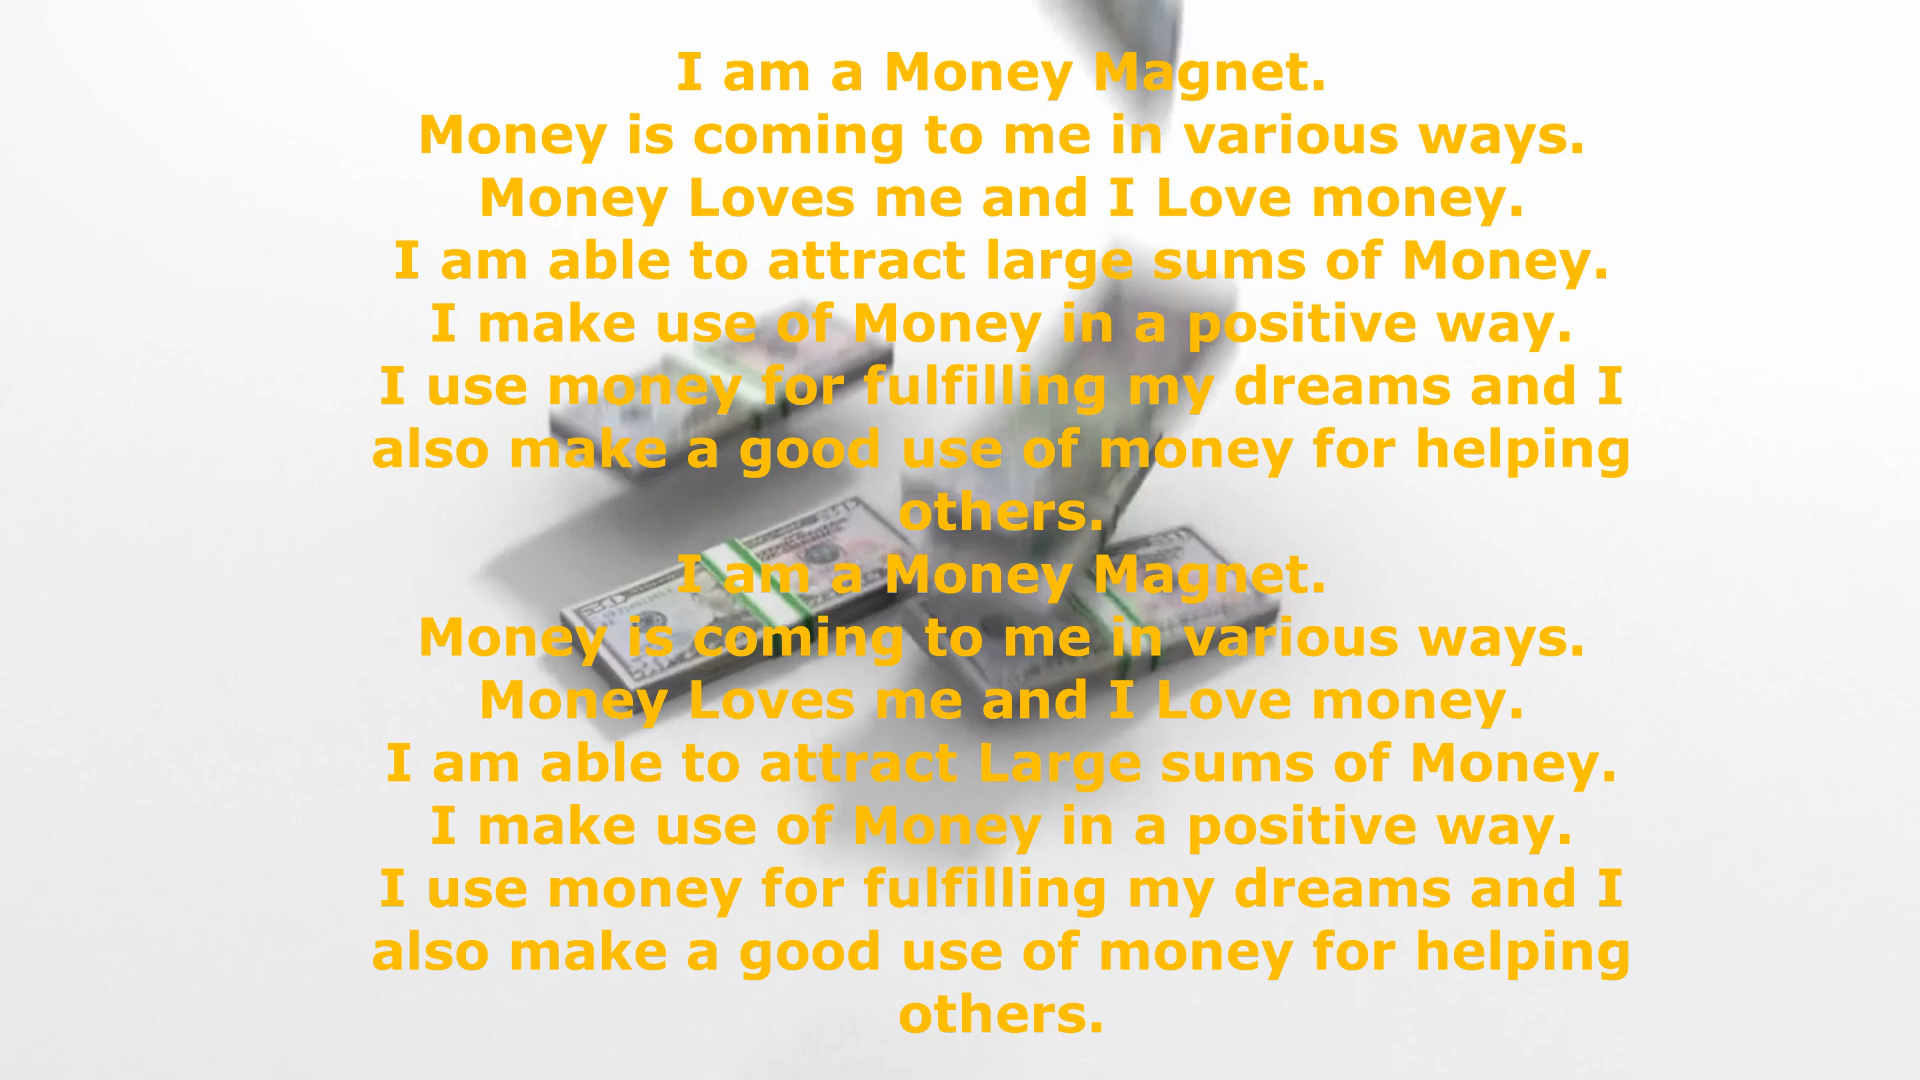 I am a Money Magnet.
Money is coming to me in various ways.
Money Loves me and I Love money.
I am able to attract large sums of Money.
I make use of Money in a positive way.
I use money for fulfilling my dreams and I
also make a good use of money for helping
others.
I am a Money Magnet.
Money is coming to me in various ways.
Money Loves me and I Love money.
I am able to attract Large sums of Money.
I make use of Money in a positive way.
I use money for fulfilling my dreams and I
also make a good use of money for helping
others.